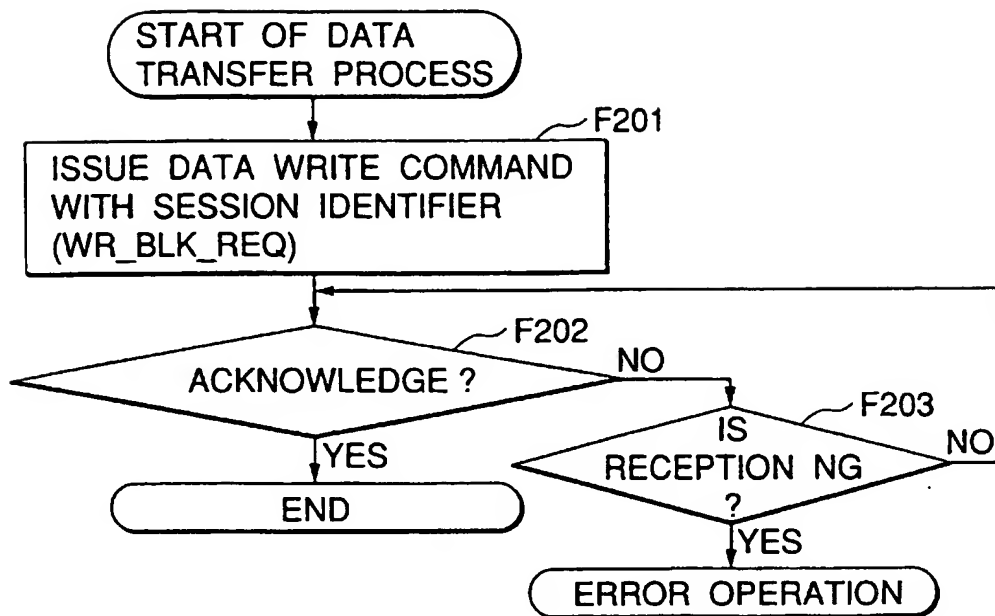 START OF DATA
TRANSFER PROCESS
F201
ISSUE DATA WRITE COMMAND
WITH SESSION IDENTIFIER
(WR_BLK_REQ)
F202
ACKNOWLEDGE ?
NO
F203
IS
RECEPTION NG
?
NO
YES
END
YES
ERROR OPERATION